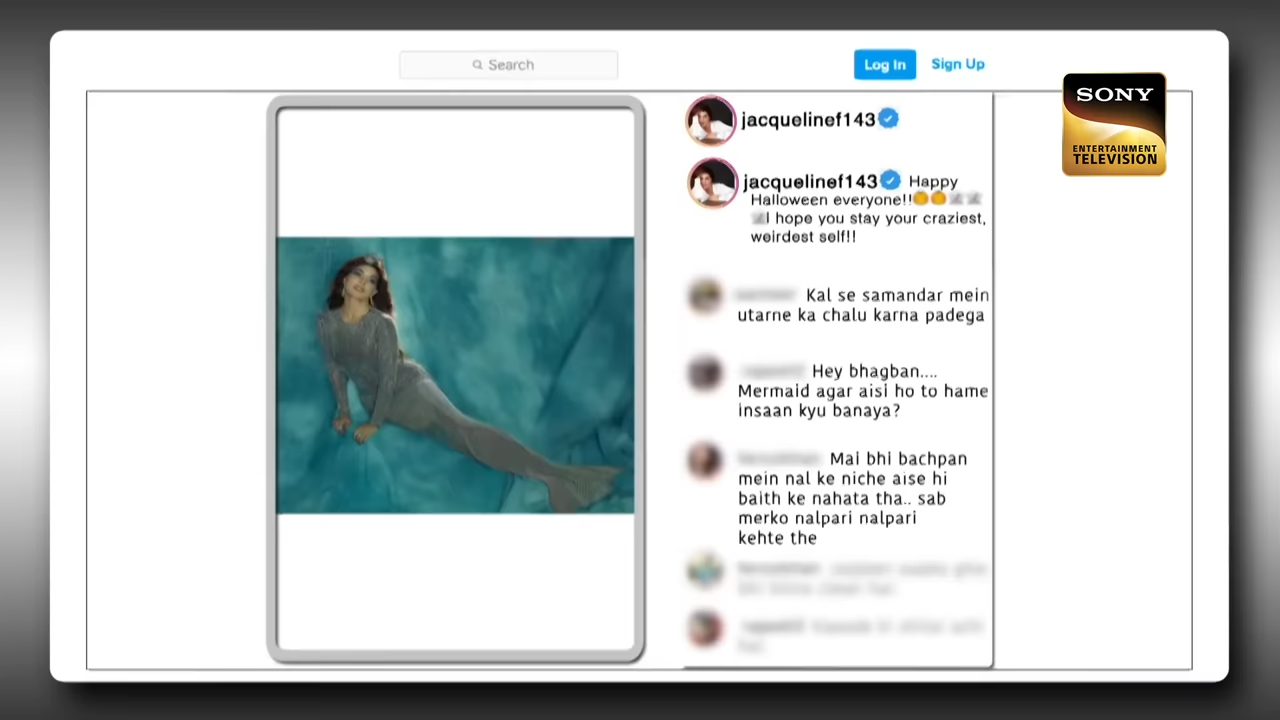 Search
Log In
Sign Up
SONY
ENTERTAINMENT
TELEVISION
jacquelinef143
jacquelinef143 Happy
Halloween everyone!!
I hope you stay your craziest,
weirdest self!!
Kal se samandar mein
utarne ka chalu karna padega
Hey bhagban....
Mermaid agar aisi ho to hame
insaan kyu banaya?
Mai bhi bachpan
mein nal ke niche aise hi
baith ke nahata tha.. sab
merko nalpari nalpari
kehte the